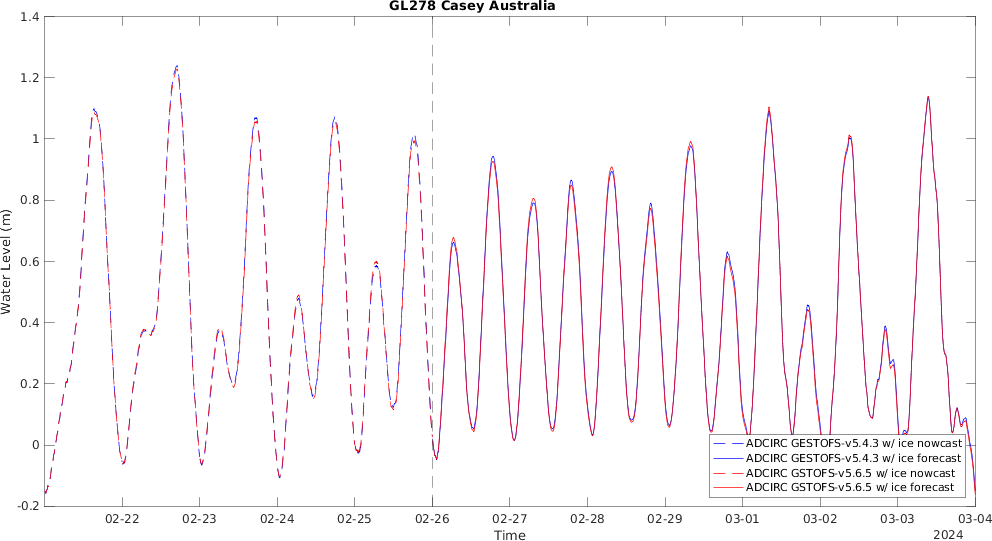 GL278 Casey Australia
1.4
1.2
1
0.8
0.6
0.4
0.2
0
-0.2
Water Level (m)
ADCIRC GESTOFS-v5.4.3 w/ ice nowcast
ADCIRC GESTOFS-v5.4.3 w/ ice forecast
ADCIRC GSTOFS-v5.6.5 w/ ice nowcast
ADCIRC GSTOFS-v5.6.5 w/ ice forecast
02-22 02-23 02-24 02-25 02-26 02-27 02-28 02-29 03-01 03-02 03-03 03-04
Time
2024